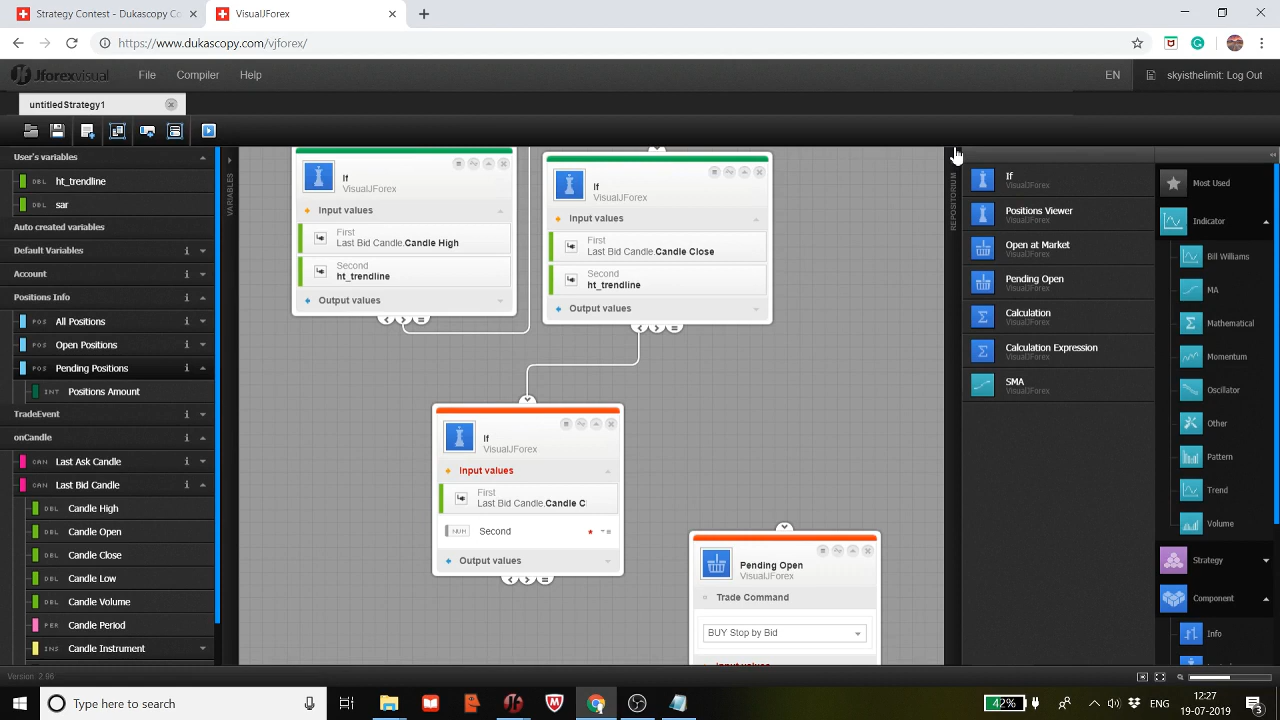 Strategy Contest - Dukascopy Co
VisualJForex
https://www.dukascopy.com/vjforex/
Jforexvisual
File
Compiler
Help
EN
skyisthelimit: Log Out
untitledStrategy1
User's variables
DBL ht_trendline
DBL sar
Auto created variables
Default Variables
Account
Positions Info
POS All Positions
POS Open Positions
POS Pending Positions
INT Positions Amount
TradeEvent
onCandle
CAN Last Ask Candle
CAN Last Bid Candle
DBL Candle High
DBL Candle Open
DBL Candle Close
DBL Candle Low
DBL Candle Volume
PER Candle Period
INS Candle Instrument
VARIABLES
If
VisualJForex
Input values
First
Last Bid Candle.Candle High
Second
ht_trendline
Output values
If
VisualJForex
Input values
First
Last Bid Candle.Candle Close
Second
ht_trendline
Output values
If
VisualJForex
Input values
First
Last Bid Candle.Candle C
NUM Second
Output values
Pending Open
VisualJForex
Trade Command
BUY Stop by Bid
Input values
REPOSITORIUM
If
VisualJForex
Positions Viewer
VisualJForex
Open at Market
VisualJForex
Pending Open
VisualJForex
Calculation
VisualJForex
Calculation Expression
VisualJForex
SMA
VisualJForex
Most Used
Indicator
Bill Williams
MA
Mathematical
Momentum
Oscillator
Other
Pattern
Trend
Volume
Strategy
Component
Info
Version 2.96
Type here to search
42%
ENG
12:27
19-07-2019
3